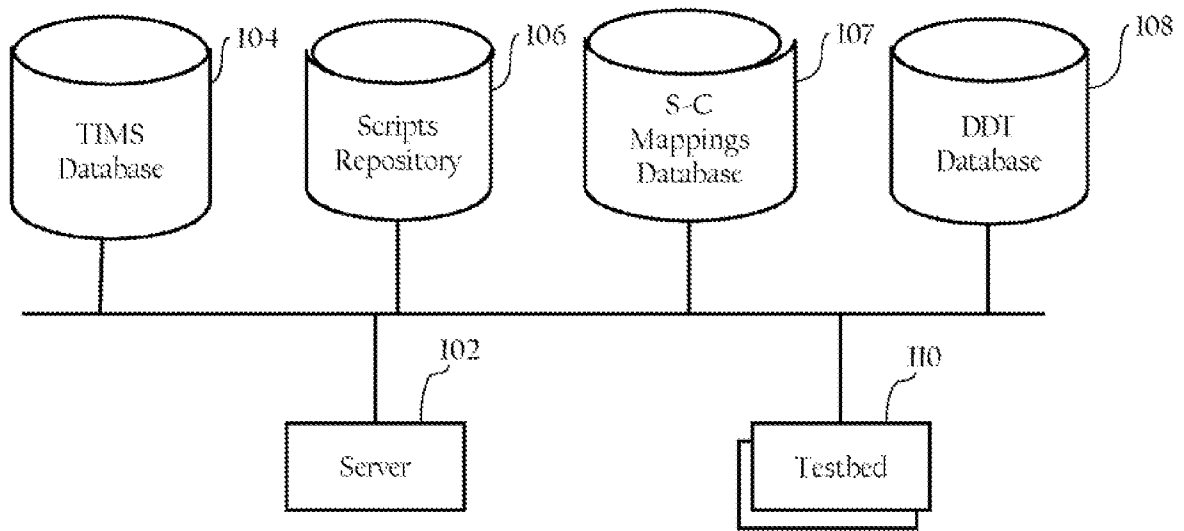 104
106
107
108
TIMS
Database
Scripts
Repository
S-C
Mappings
Database
DDT
Database
102
110
Server
Testbed